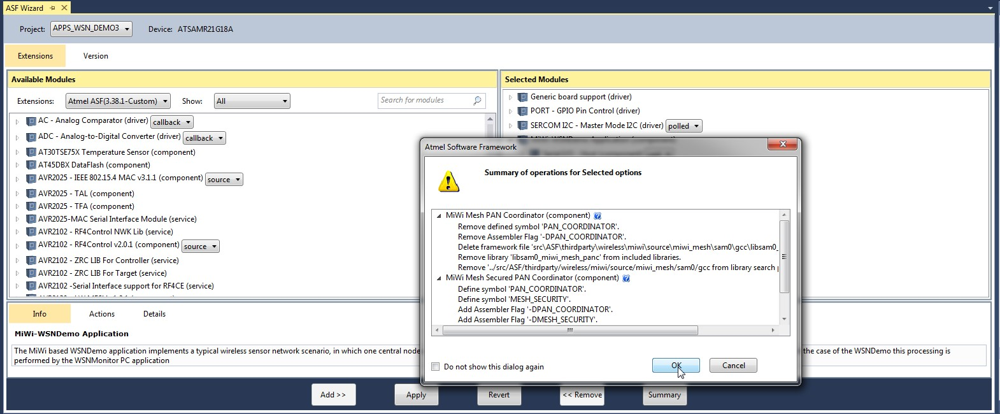 ASF Wizard
Project: APPS_WSN_DEMO3 Device: ATSAMR21G18A
Extensions Version
Available Modules
Extensions: Atmel ASF(3.38.1-Custom) Show: All Search for modules
AC - Analog Comparator (driver) callback
ADC - Analog-to-Digital Converter (driver) callback
AT30TSE75X Temperature Sensor (component)
AT45DBX DataFlash (component)
AVR2025 - IEEE 802.15.4 MAC v3.1.1 (component) source
AVR2025 - TAL (component)
AVR2025 - TFA (component)
AVR2025-MAC Serial Interface Module (service)
AVR2102 - RF4Control NWK Lib (service)
AVR2102 - RF4Control v2.0.1 (component) source
AVR2102 - ZRC LIB For Controller (service)
AVR2102 - ZRC LIB For Target (service)
AVR2102 -Serial Interface support for RF4CE (service)
Selected Modules
Generic board support (driver)
PORT - GPIO Pin Control (driver)
SERCOM I2C - Master Mode I2C (driver) polled
Atmel Software Framework
Summary of operations for Selected options
MiWi Mesh PAN Coordinator (component)
Remove defined symbol 'PAN_COORDINATOR'.
Remove Assembler Flag '-DPAN_COORDINATOR'.
Delete framework file 'src\ASF\thirdparty\wireless\miwi\source\miwi_mesh\sam0\gcc\libsam0_
Remove library 'libsam0_miwi_mesh_panc' from included libraries.
Remove '../src/ASF/thirdparty/wireless/miwi/source/miwi_mesh/sam0/gcc from library search
MiWi Mesh Secured PAN Coordinator (component)
Define symbol 'PAN_COORDINATOR'.
Define symbol 'MESH_SECURITY'.
Add Assembler Flag '-DPAN_COORDINATOR'.
Add Assembler Flag '-DMESH_SECURITY'.
Do not show this dialog again OK Cancel
Info Actions Details
MiWi-WSNDemo Application
The MiWi based WSNDemo application implements a typical wireless sensor network scenario, in which one central node the case of the WSNDemo this processing is
performed by the WSNMonitor PC application
Add >> Apply Revert << Remove Summary